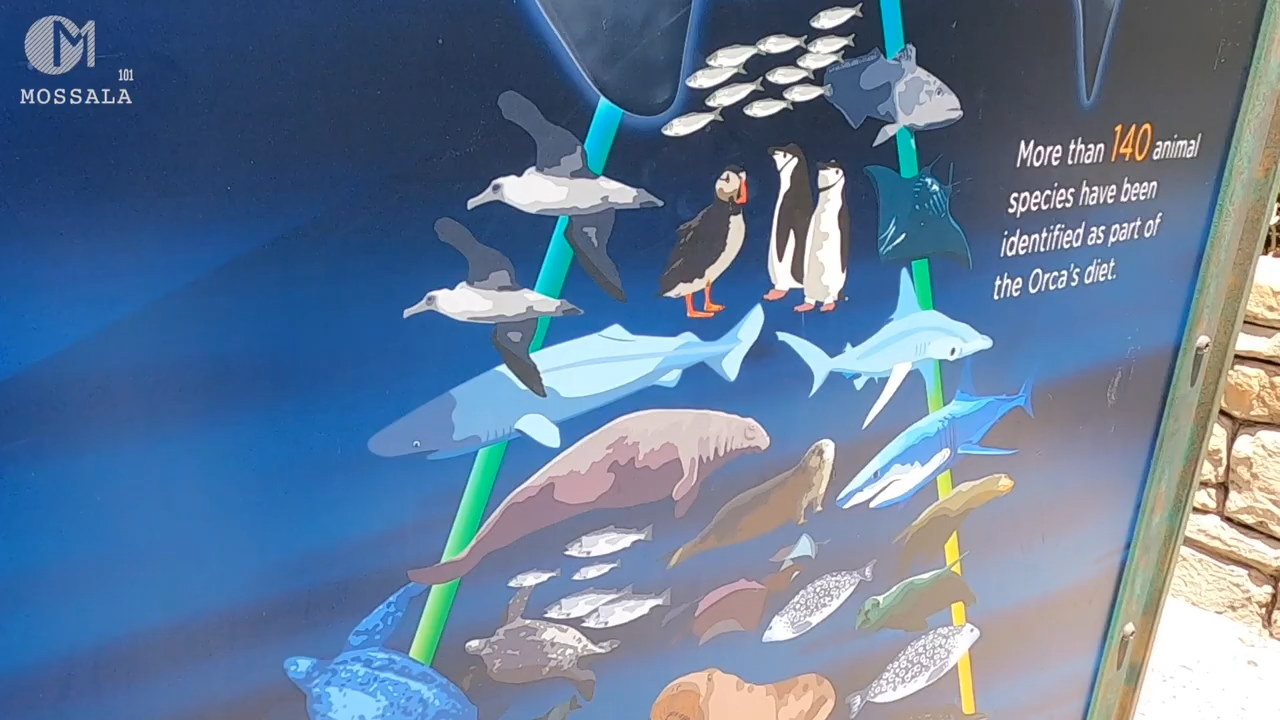 M
101
MOSSALA
More than 140 animal
species have been
identified as part of
the Orca's diet.